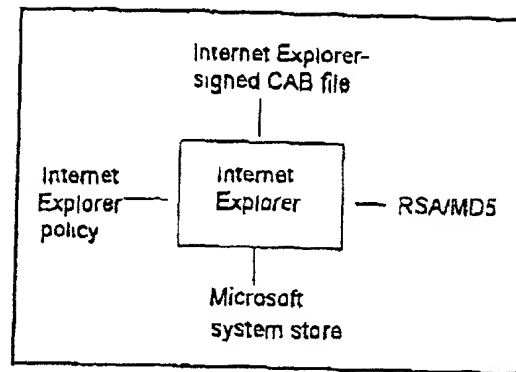 Internet Explorer-
signed CAB file
Internet
Explorer
policy
Internet
Explorer
RSA/MD5
Microsoft
system store